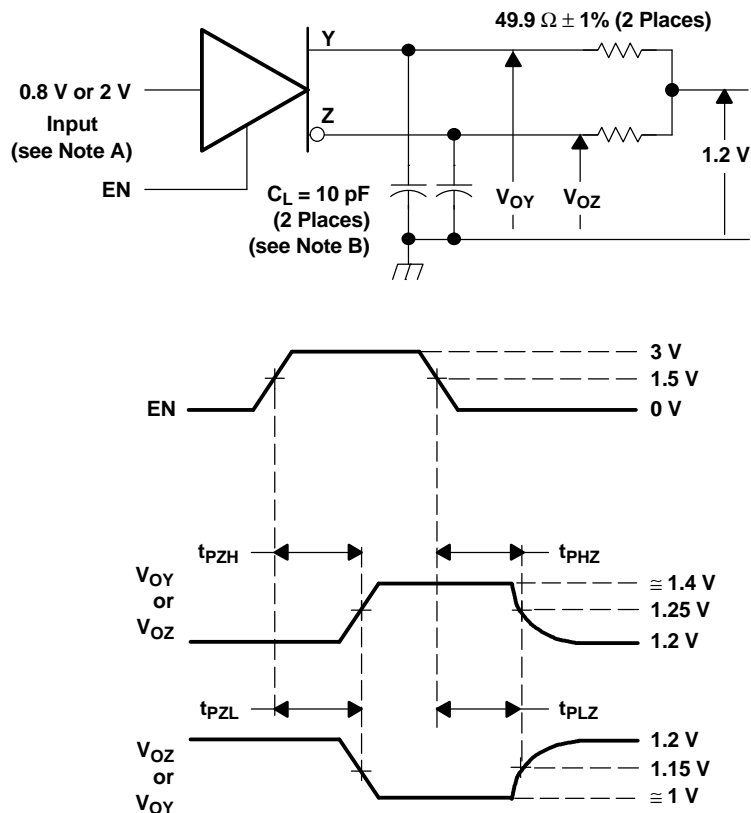 49.9 Ω ± 1% (2 Places)
Y
0.8 V or 2 V
Input
(see Note A)
Z
EN
1.2 V
C_L = 10 pF
(2 Places)
(see Note B)
V_OY
V_OZ
3 V
1.5 V
EN
0 V
t_PZH
t_PHZ
V_OY
or
V_OZ
≅ 1.4 V
1.25 V
1.2 V
t_PZL
t_PLZ
V_OZ
or
V_OY
1.2 V
1.15 V
≅ 1 V